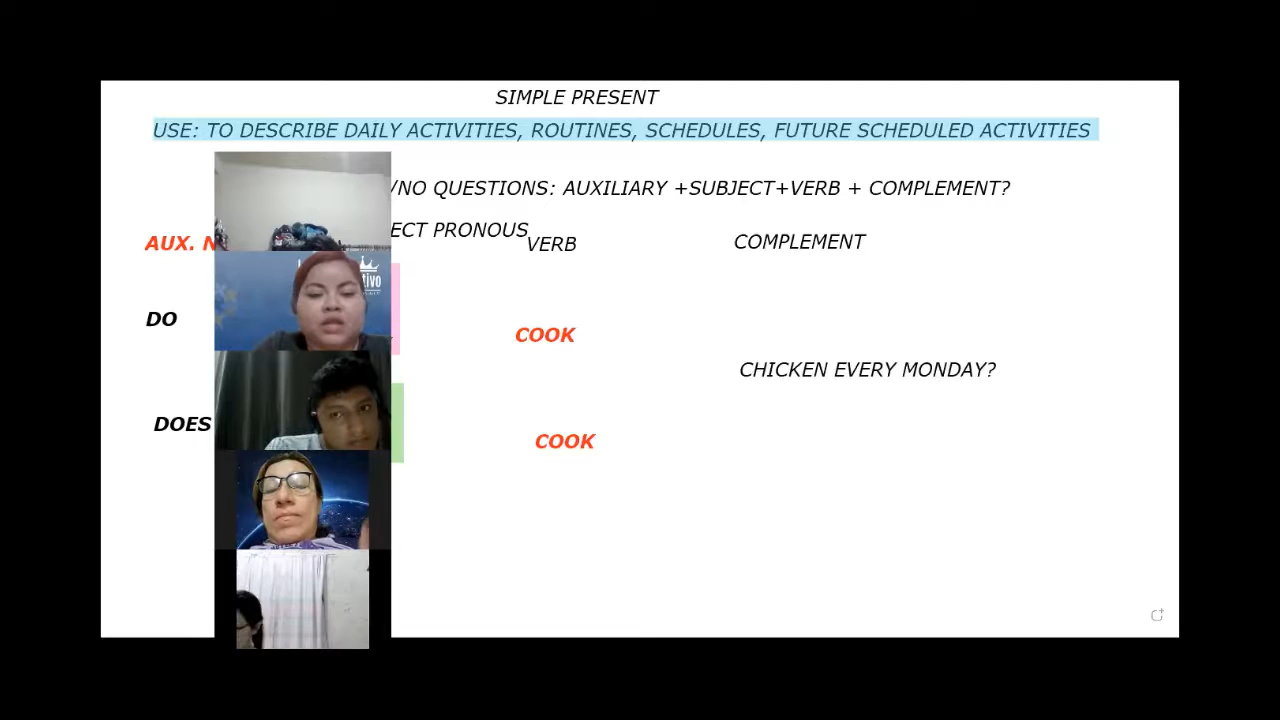 SIMPLE PRESENT
USE: TO DESCRIBE DAILY ACTIVITIES, ROUTINES, SCHEDULES, FUTURE SCHEDULED ACTIVITIES
/NO QUESTIONS: AUXILIARY +SUBJECT+VERB + COMPLEMENT?
AUX. N
ECT PRONOUS
VERB
COMPLEMENT
DO
COOK
CHICKEN EVERY MONDAY?
DOES
COOK